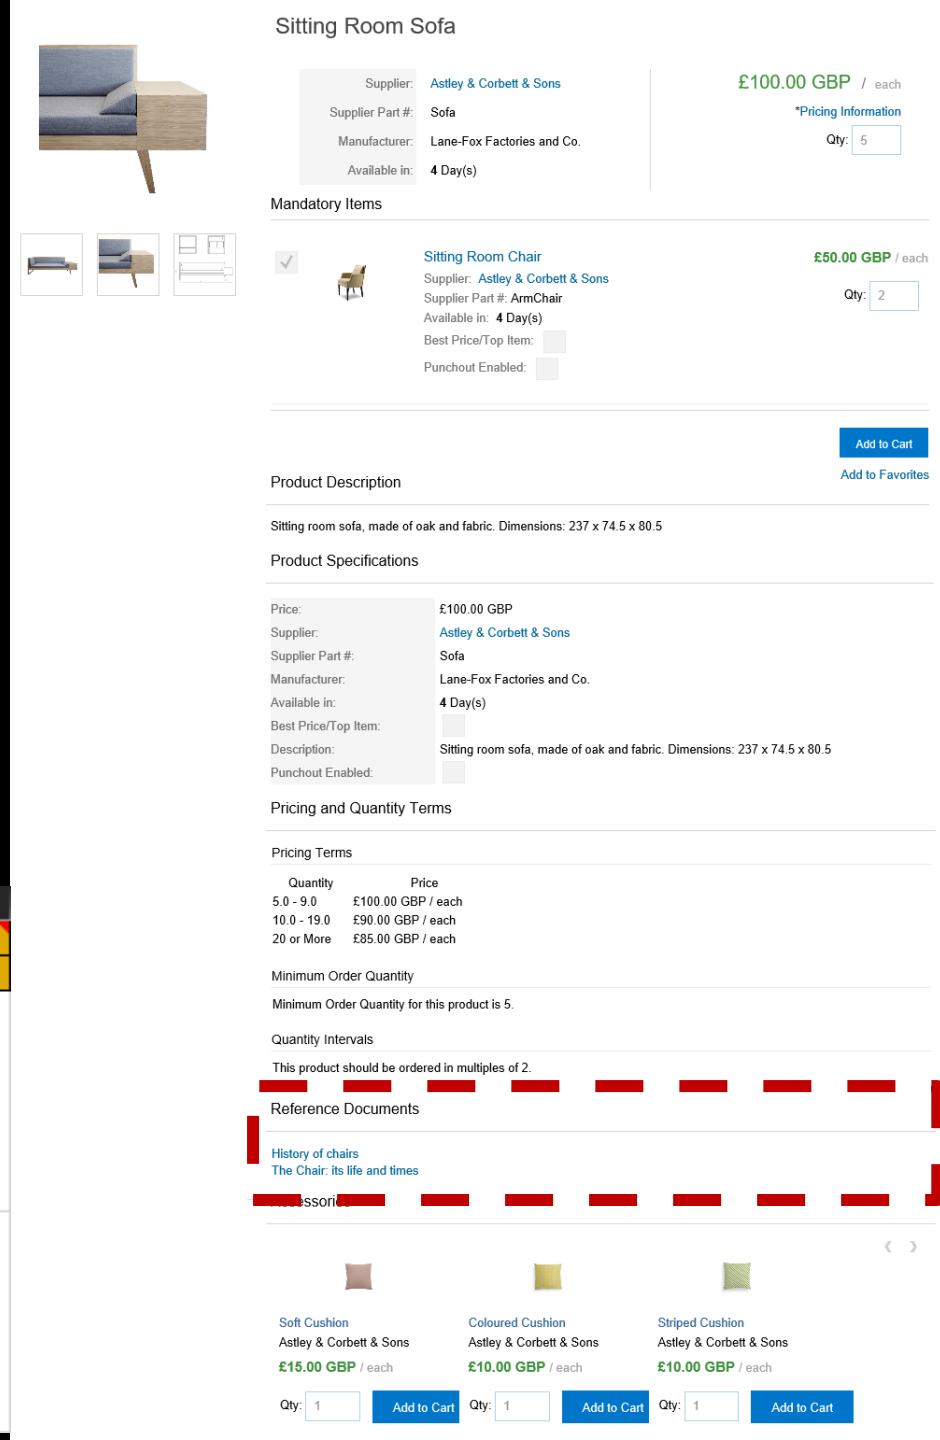 Sitting Room Sofa
Supplier: Astley & Corbett & Sons
Supplier Part #: Sofa
Manufacturer: Lane-Fox Factories and Co.
Available in: 4 Day(s)
£100.00 GBP / each
*Pricing Information
Qty: 5
Mandatory Items
Sitting Room Chair
Supplier: Astley & Corbett & Sons
Supplier Part #: ArmChair
Available in: 4 Day(s)
Best Price/Top Item:
Punchout Enabled:
£50.00 GBP / each
Qty: 2
Add to Cart
Add to Favorites
Product Description
Sitting room sofa, made of oak and fabric. Dimensions: 237 x 74.5 x 80.5
Product Specifications
Price: £100.00 GBP
Supplier: Astley & Corbett & Sons
Supplier Part #: Sofa
Manufacturer: Lane-Fox Factories and Co.
Available in: 4 Day(s)
Best Price/Top Item:
Description: Sitting room sofa, made of oak and fabric. Dimensions: 237 x 74.5 x 80.5
Punchout Enabled:
Pricing and Quantity Terms
Pricing Terms
Quantity Price
5.0 - 9.0 £100.00 GBP / each
10.0 - 19.0 £90.00 GBP / each
20 or More £85.00 GBP / each
Minimum Order Quantity
Minimum Order Quantity for this product is 5.
Quantity Intervals
This product should be ordered in multiples of 2.
Reference Documents
History of chairs
The Chair: its life and times
Accessories
Soft Cushion Coloured Cushion Striped Cushion
Astley & Corbett & Sons Astley & Corbett & Sons Astley & Corbett & Sons
£15.00 GBP / each £10.00 GBP / each £10.00 GBP / each
Qty: 1 Add to Cart Qty: 1 Add to Cart Qty: 1 Add to Cart